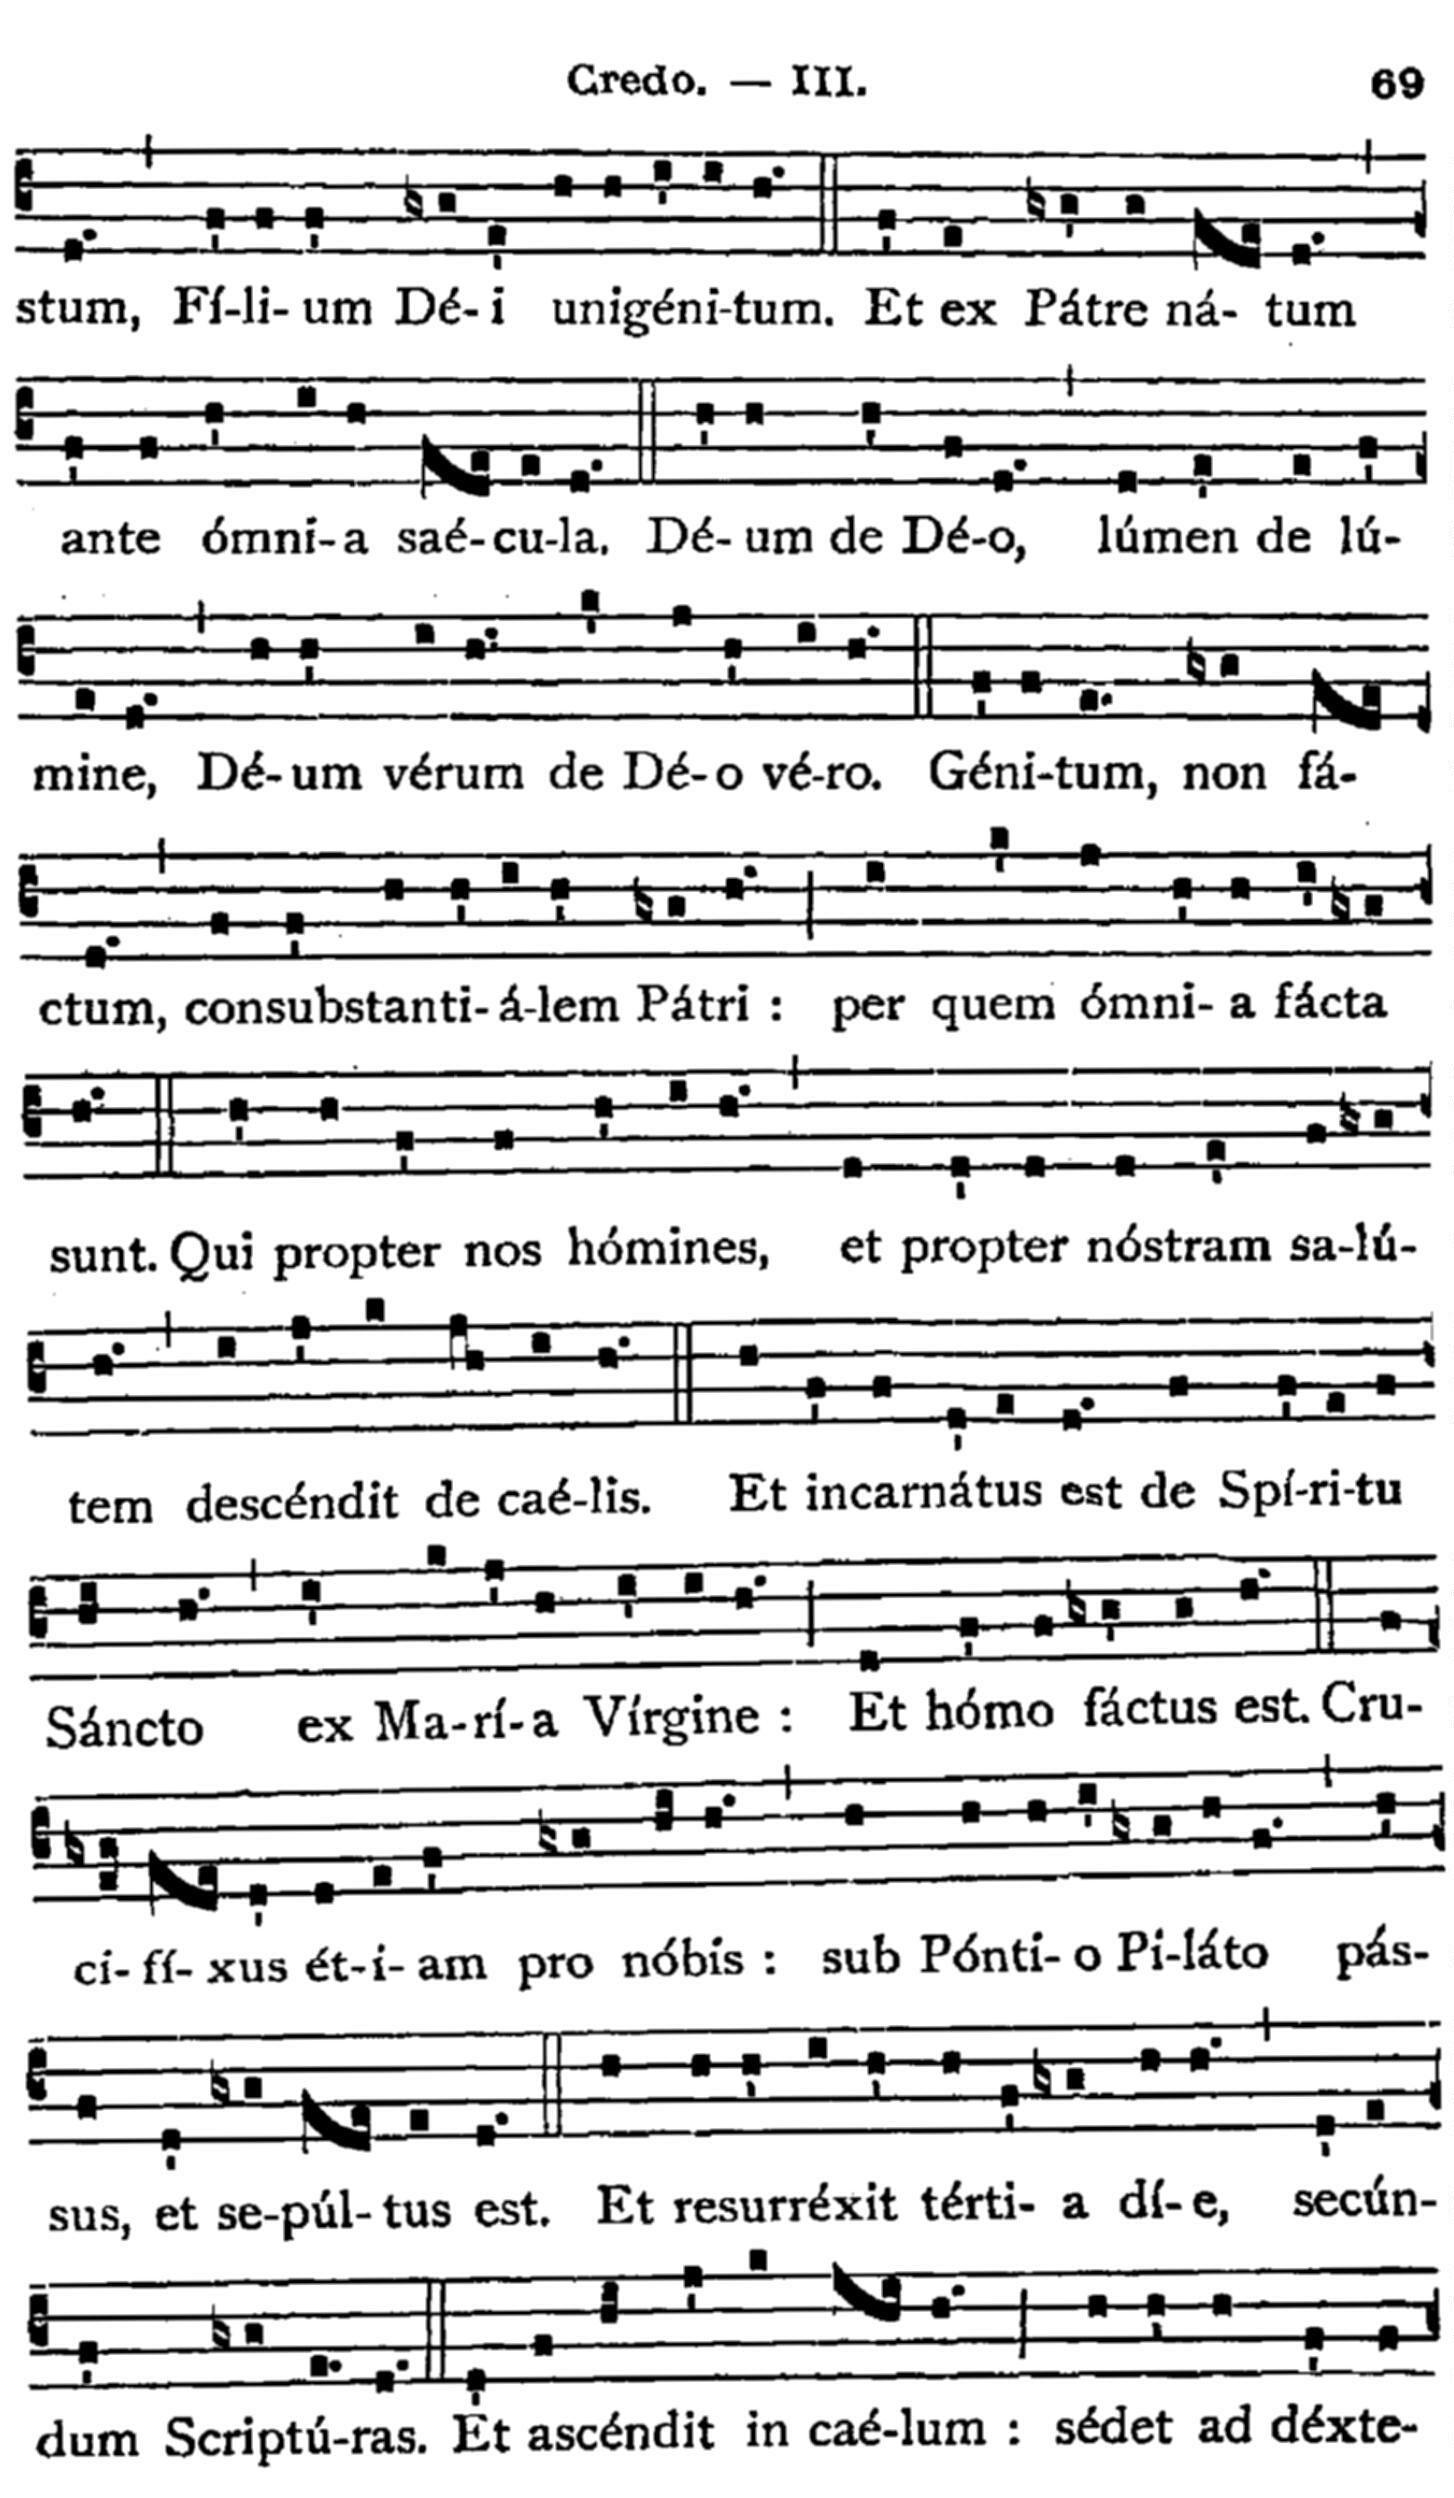 Credo. — III. 69
stum, Fí-li- um Dé- i unigéni-tum. Et ex Pátre ná- tum
ante ómni- a saé- cu-la. Dé- um de Dé-o, lúmen de lú-
mine, Dé- um vérum de Dé- o vé-ro. Géni-tum, non fá-
ctum, consubstanti- á-lem Pátri : per quem ómni- a fácta
sunt. Qui propter nos hómines, et propter nóstram sa-lú-
tem descéndit de caé-lis. Et incarnátus est de Spí-ri-tu
Sáncto ex Ma-rí- a Vírgine : Et hómo fáctus est. Cru-
ci- fí- xus ét-i- am pro nóbis : sub Pónti- o Pi-láto pás-
sus, et se-púl- tus est. Et resurréxit térti- a dí- e, secún-
dum Scriptú-ras. Et ascéndit in caé-lum : sédet ad déxte-